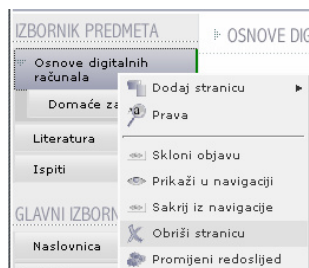 IZBORNIK PREDMETA
OSNOVE DIG
Osnove digitalnih
računala
Domaće za
Literatura
Ispiti
GLAVNI IZBORN
Naslovnica
Dodaj stranicu
Prava
Skloni objavu
Prikaži u navigaciji
Sakrij iz navigacije
Obriši stranicu
Promijeni redoslijed